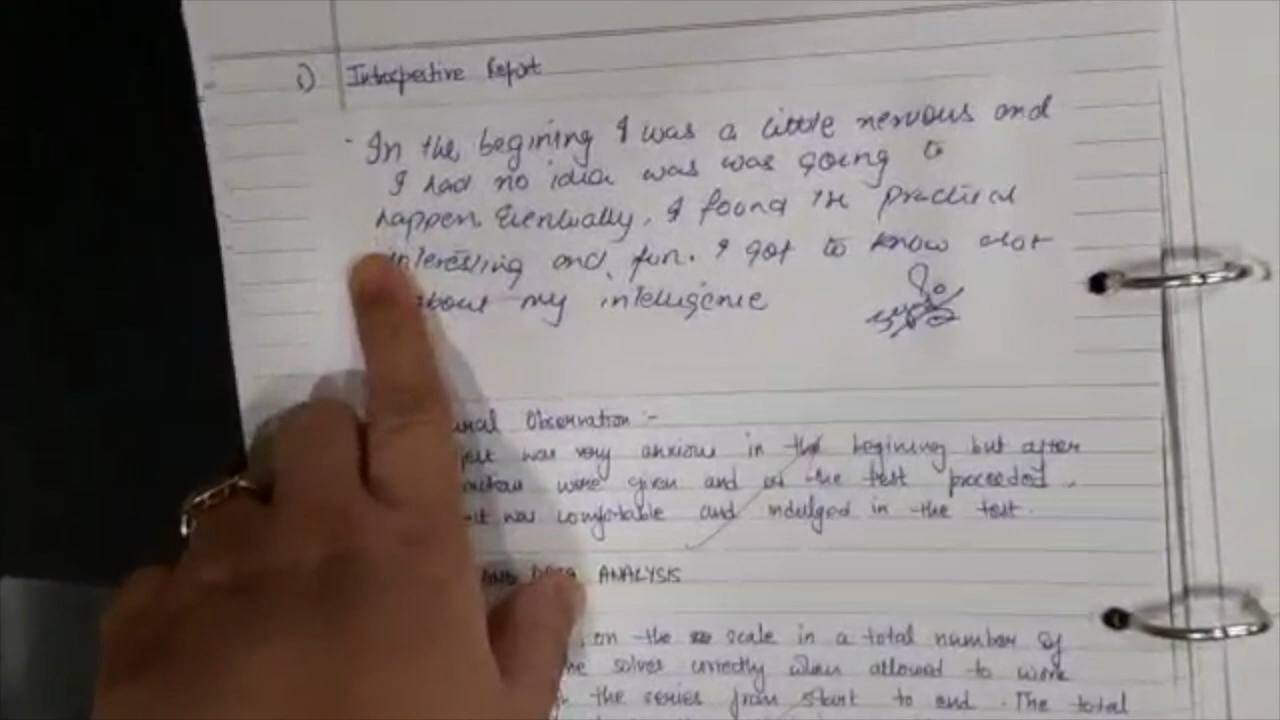 i) Introspective Report
In the begining I was a little nervous and
I had no idea was was going to
happen. Eventually, I found the practical
interesting and fun. I got to know alot
about my intelligence
Observation :-
was very anxious in the begining but after
were given and as the test proceeded.
was comfortable and indulged in the test.
AND DATA ANALYSIS
on the scale in a total number of
he solves correctly when allowed to work
the series from start to end. The total